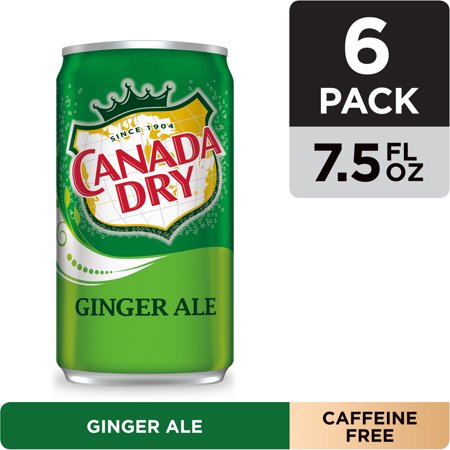 SINCE 1904
CANADA
DRY
GINGER ALE
6
PACK
7.5 FL OZ
GINGER ALE
CAFFEINE
FREE